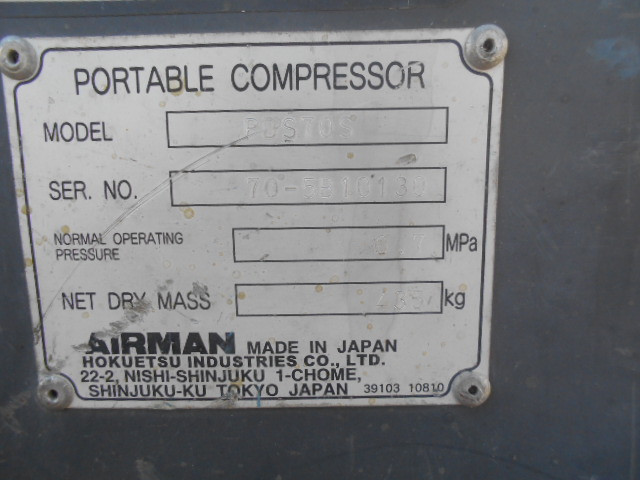 PORTABLE COMPRESSOR
MODEL PDS70S
SER. NO.
NORMAL OPERATING
PRESSURE MPa
NET DRY MASS kg
AIRMAN MADE IN JAPAN
HOKUETSU INDUSTRIES CO., LTD.
22-2, NISHI-SHINJUKU 1-CHOME,
SHINJUKU-KU TOKYO JAPAN 39103 10810